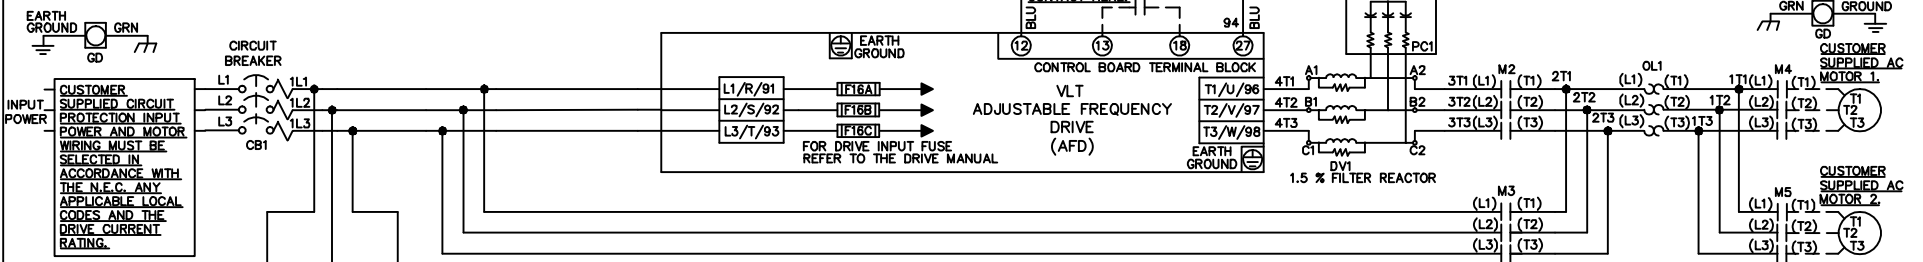 EARTH
GROUND
GRN
GD
CIRCUIT
BREAKER
L1
L2
L3
1L1
1L2
1L3
CB1
INPUT
POWER
CUSTOMER
SUPPLIED CIRCUIT
PROTECTION INPUT
POWER AND MOTOR
WIRING MUST BE
SELECTED IN
ACCORDANCE WITH
THE N.E.C. ANY
APPLICABLE LOCAL
CODES AND THE
DRIVE CURRENT
RATING.
BLU
94
BLU
12
13
18
27
EARTH
GROUND
CONTROL BOARD TERMINAL BLOCK
L1/R/91
L2/S/92
L3/T/93
F16A
F16B
F16C
FOR DRIVE INPUT FUSE
REFER TO THE DRIVE MANUAL
VLT
ADJUSTABLE FREQUENCY
DRIVE
(AFD)
T1/U/96
T2/V/97
T3/W/98
EARTH
GROUND
4T1
4T2
4T3
A1
B1
C1
A2
B2
C2
PC1
DV1
1.5 % FILTER REACTOR
M2
3T1 (L1) (T1)
3T2 (L2) (T2)
3T3 (L3) (T3)
2T1
2T2
2T3
OL1
(L1) (T1)
(L2) (T2)
(L3) (T3)
1T1
1T2
1T3
M4
(L1) (T1)
(L2) (T2)
(L3) (T3)
GRN
GROUND
GD
CUSTOMER
SUPPLIED AC
MOTOR 1.
T1
T2
T3
M3
(L1) (T1)
(L2) (T2)
(L3) (T3)
M5
(L1) (T1)
(L2) (T2)
(L3) (T3)
CUSTOMER
SUPPLIED AC
MOTOR 2.
T1
T2
T3